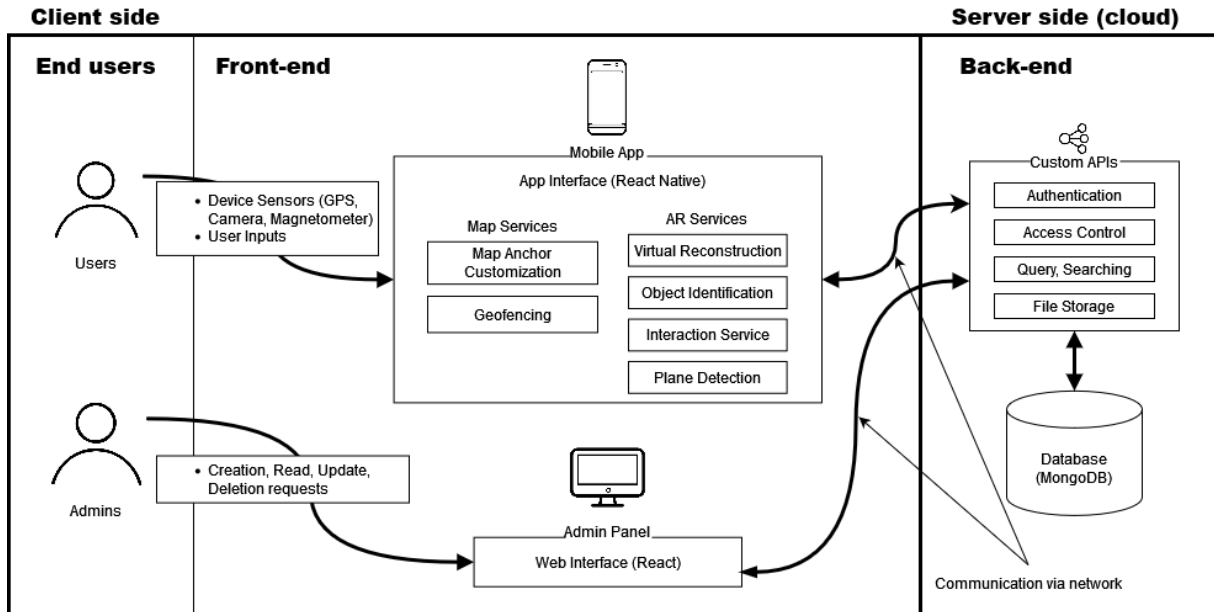 Client side
Server side (cloud)
End users
Front-end
Back-end
Mobile App
App Interface (React Native)
Custom APIs
Authentication
Access Control
Query, Searching
File Storage
• Device Sensors (GPS,
Camera, Magnetometer)
• User Inputs
Users
Map Services
Map Anchor
Customization
Geofencing
AR Services
Virtual Reconstruction
Object Identification
Interaction Service
Plane Detection
Database
(MongoDB)
• Creation, Read, Update,
Deletion requests
Admins
Admin Panel
Web Interface (React)
Communication via network